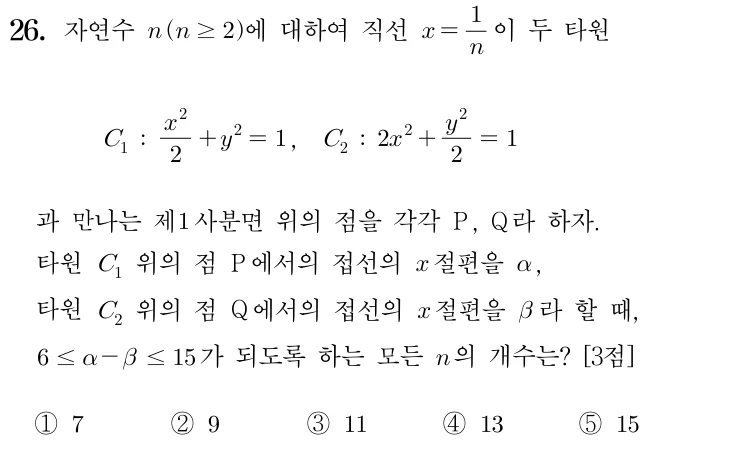 26. 자연수 n(n ≥ 2)에 대하여 직선 x = 1/n 이 두 타원
C₁ : x²/2 + y² = 1, C₂ : 2x² + y²/2 = 1
과 만나는 제1사분면 위의 점을 각각 P, Q라 하자.
타원 C₁ 위의 점 P에서의 접선의 x절편을 α,
타원 C₂ 위의 점 Q에서의 접선의 x절편을 β라 할 때,
6 ≤ α−β ≤ 15가 되도록 하는 모든 n의 개수는? [3점]
① 7 ② 9 ③ 11 ④ 13 ⑤ 15